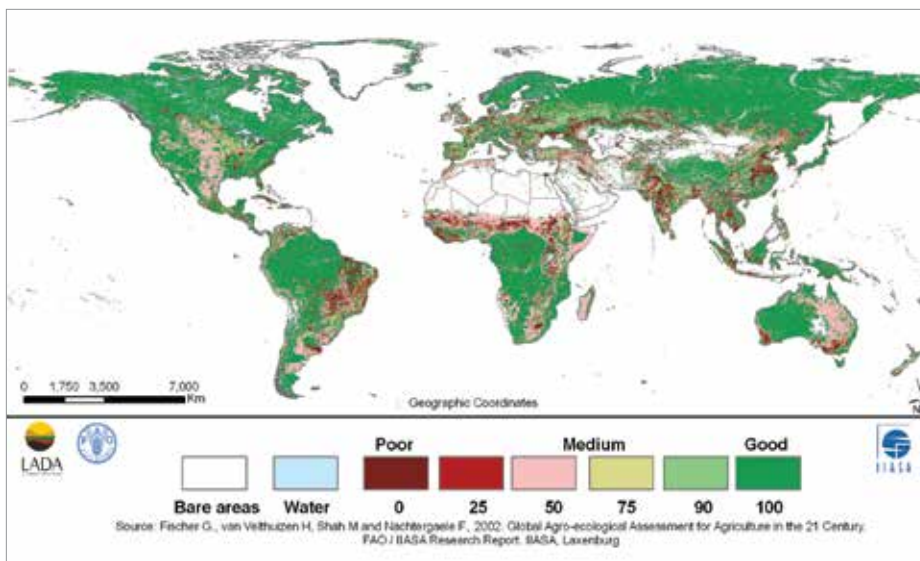 0 1,750 3,500 7,000
Km
Geographic Coordinates
LADA
Poor Medium Good
IIASA
Bare areas Water 0 25 50 75 90 100
Source: Fischer G., van Velthuizen H, Shah M and Nachtergaele F., 2002. Global Agro-ecological Assessment for Agriculture in the 21 Century.
FAO / IIASA Research Report. IIASA, Laxenburg